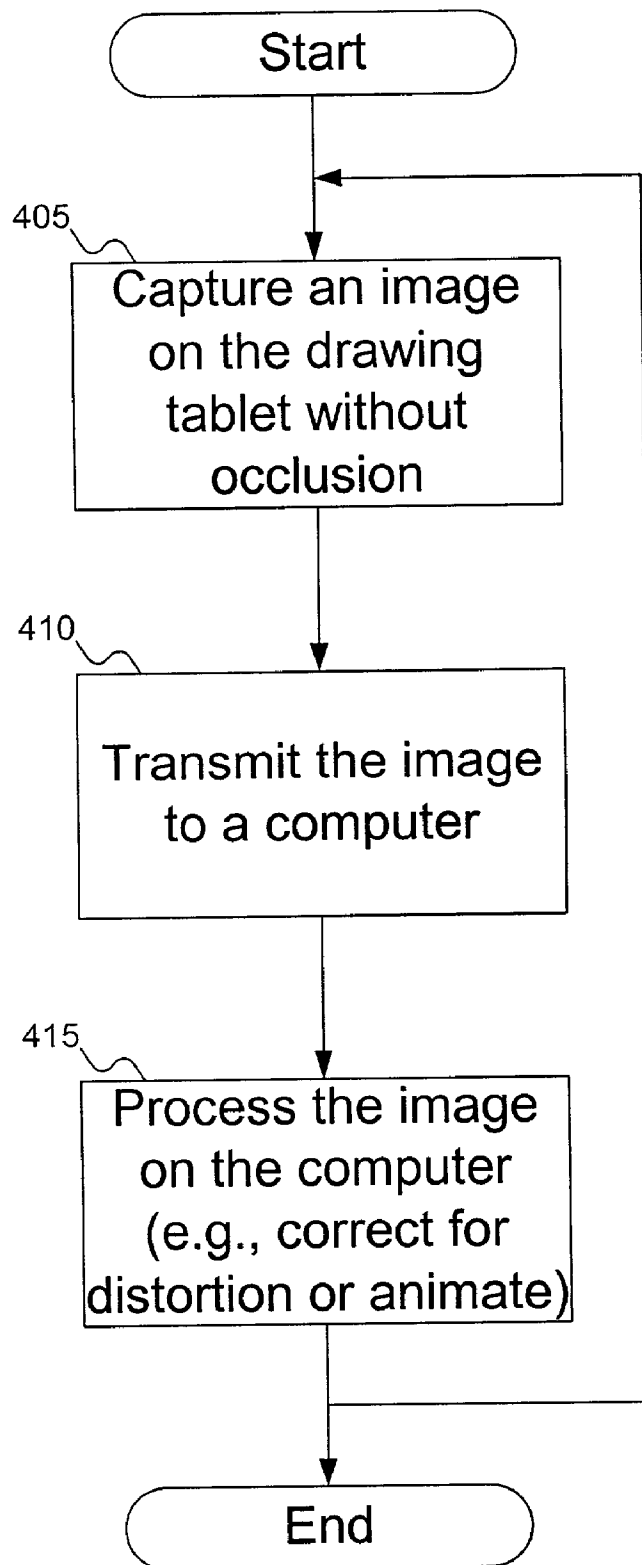 Start
405
Capture an image
on the drawing
tablet without
occlusion
410
Transmit the image
to a computer
415
Process the image
on the computer
(e.g., correct for
distortion or animate)
End